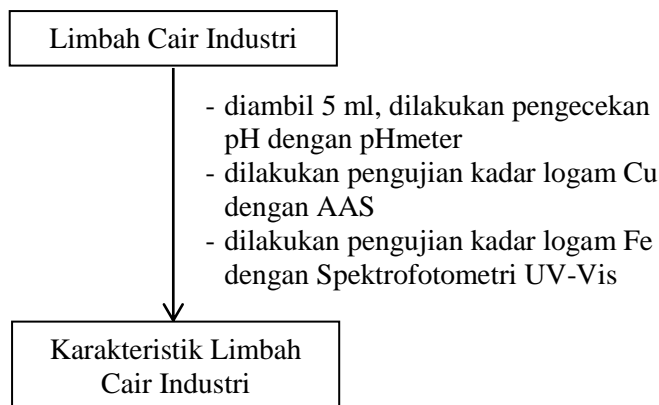 Limbah Cair Industri
- diambil 5 ml, dilakukan pengecekan
pH dengan pHmeter
- dilakukan pengujian kadar logam Cu
dengan AAS
- dilakukan pengujian kadar logam Fe
dengan Spektrofotometri UV-Vis
Karakteristik Limbah
Cair Industri